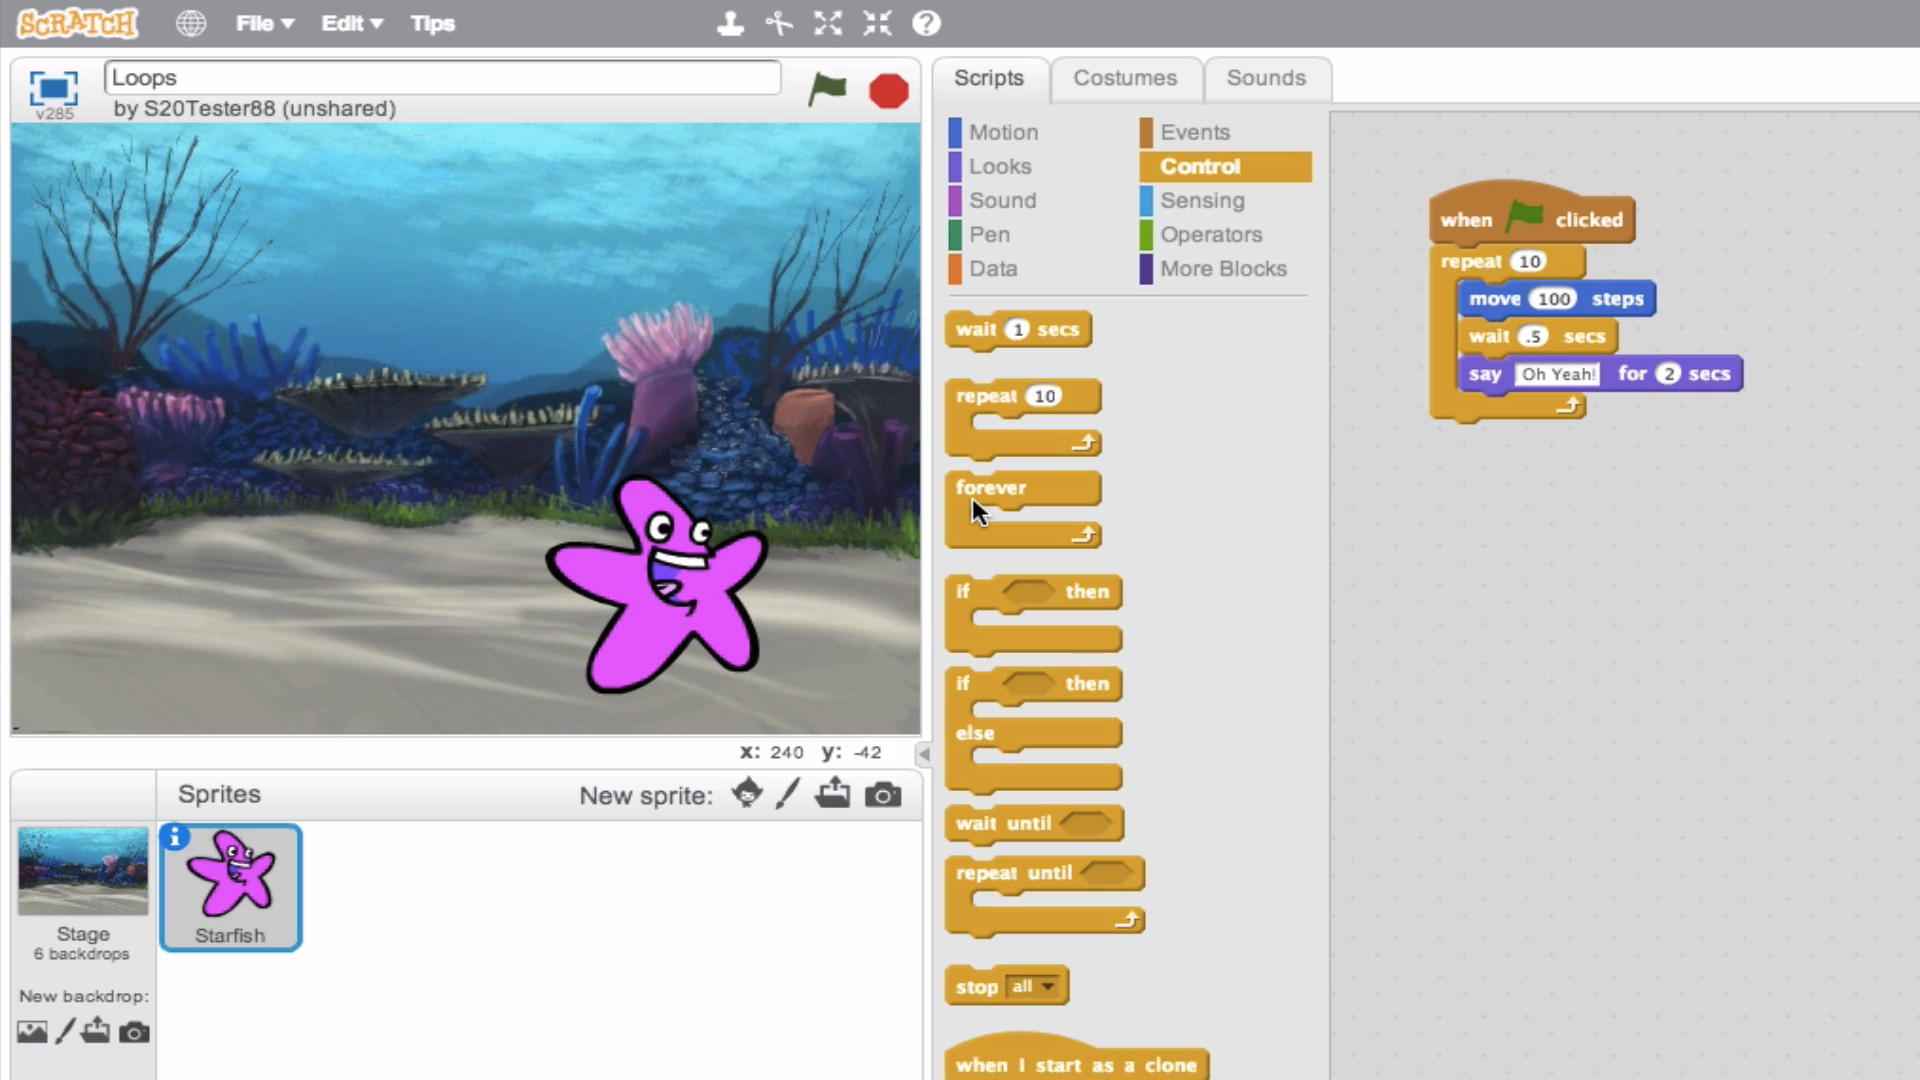 SCRATCH File Edit Tips ?
Loops
v285 by S20Tester88 (unshared)
Scripts Costumes Sounds
Motion Events
Looks Control
Sound Sensing
Pen Operators
Data More Blocks
wait 1 secs
repeat 10
forever
if then
if then
else
wait until
repeat until
stop all
when I start as a clone
when clicked
repeat 10
move 100 steps
wait .5 secs
say Oh Yeah! for 2 secs
x: 240 y: -42
Sprites New sprite:
i
Starfish
Stage
6 backdrops
New backdrop: